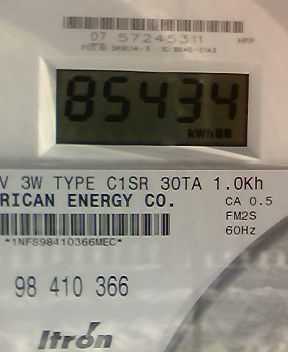 07 57245311
85434
kWh
V 3W TYPE C1SR 30TA 1.0Kh
RICAN ENERGY CO.
CA 0.5
FM2S
*1NFS98410366MEC*
60Hz
98 410 366
Itron